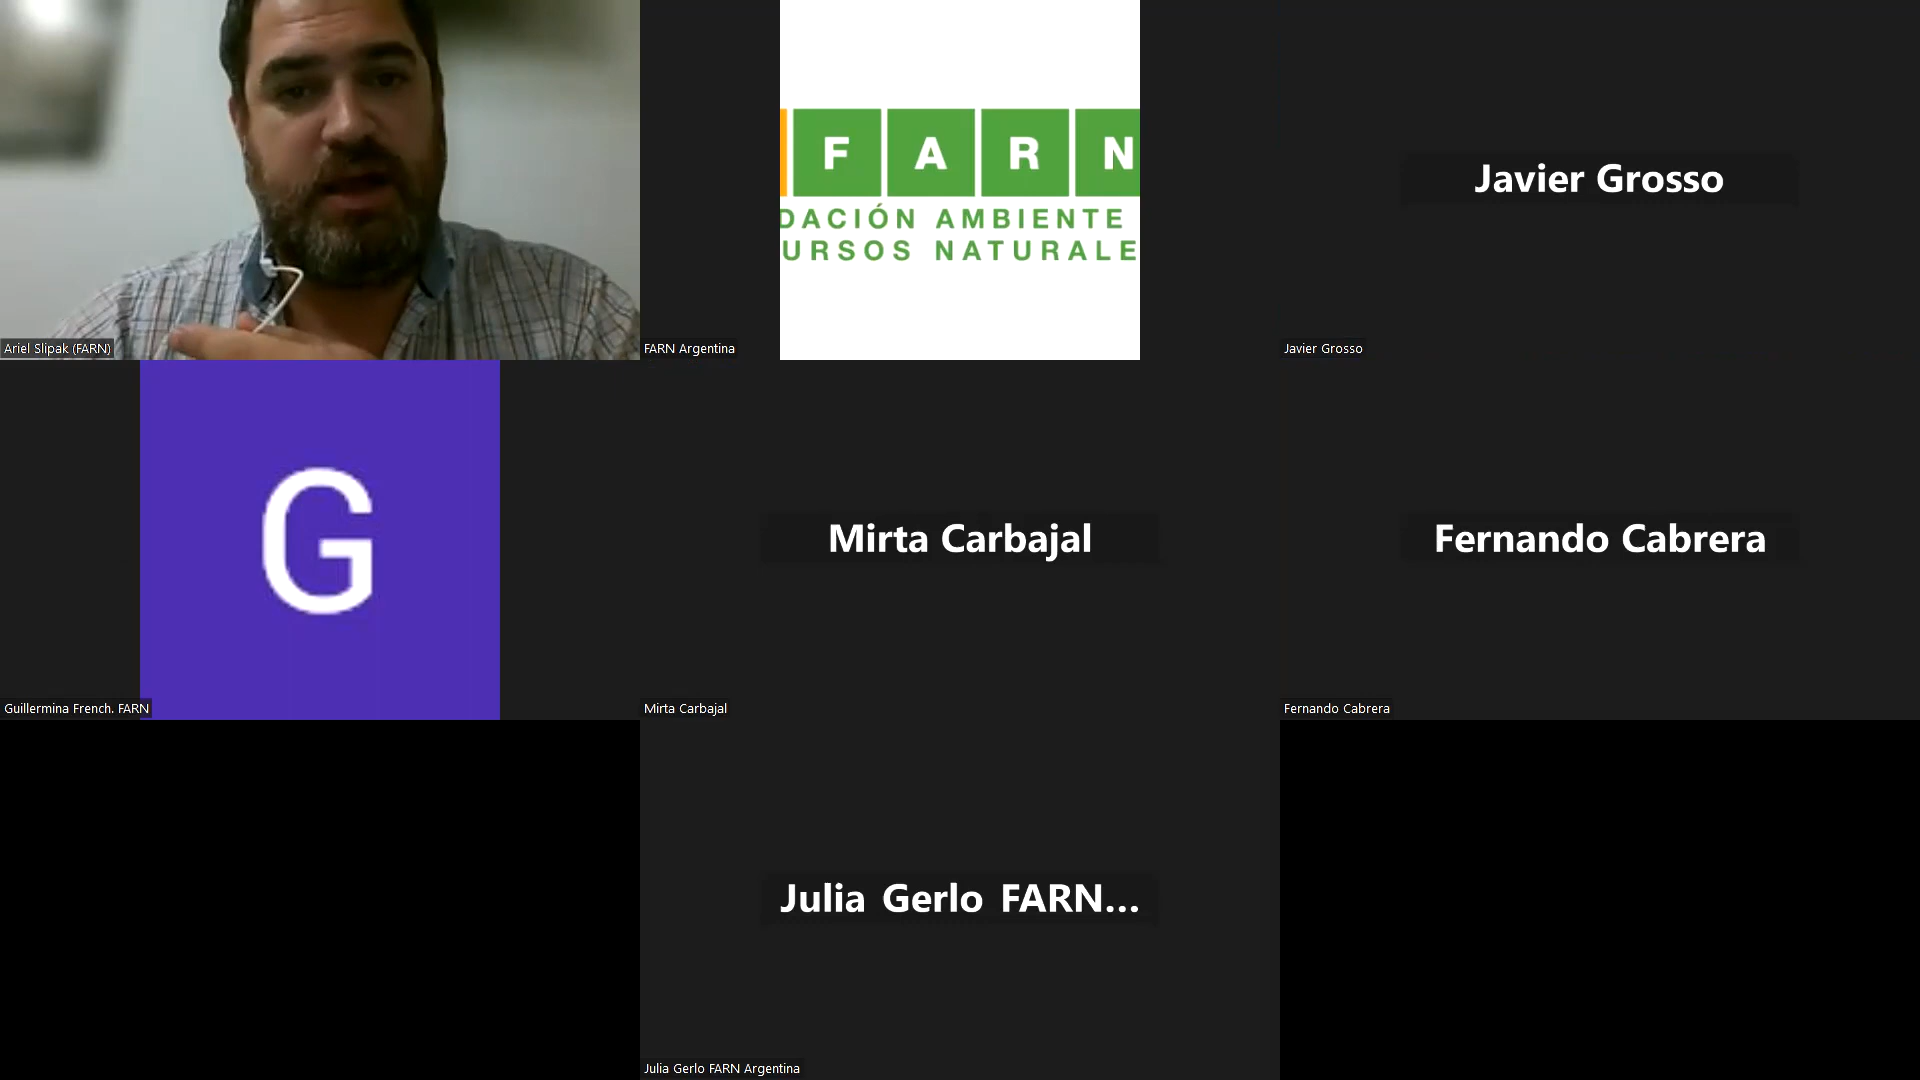 Ariel Slipak (FARN)
F A R N
DACIÓN AMBIENTE
URSOS NATURALE
FARN Argentina
Javier Grosso
Javier Grosso
G
Guillermina French. FARN
Mirta Carbajal
Mirta Carbajal
Fernando Cabrera
Fernando Cabrera
Julia Gerlo FARN...
Julia Gerlo FARN Argentina